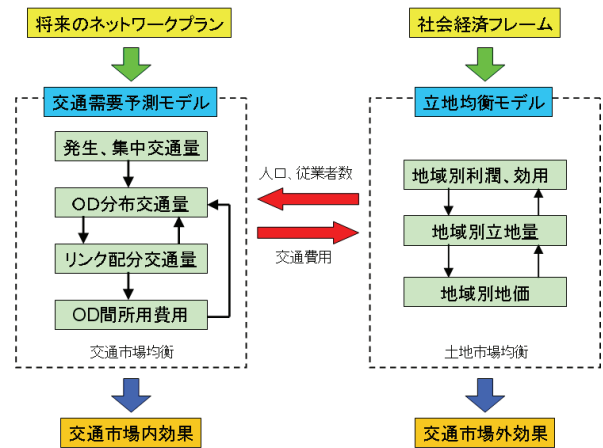 将来のネットワークプラン
社会経済フレーム
交通需要予測モデル
発生、集中交通量
OD分布交通量
リンク配分交通量
OD間所用費用
交通市場均衡
人口、従業者数
交通費用
立地均衡モデル
地域別利潤、効用
地域別立地量
地域別地価
土地市場均衡
交通市場内効果
交通市場外効果